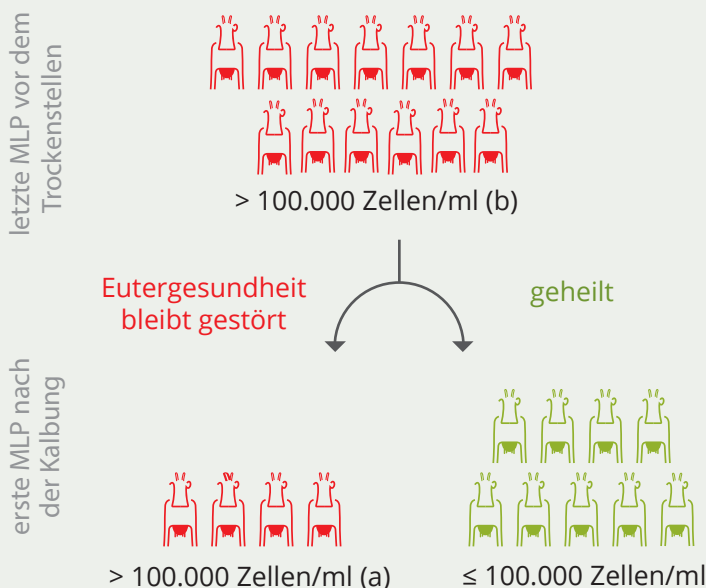 letzte MLP vor dem
Trockenstellen
> 100.000 Zellen/ml (b)
Eutergesundheit
bleibt gestört
geheilt
erste MLP nach
der Kalbung
> 100.000 Zellen/ml (a)
≤ 100.000 Zellen/ml